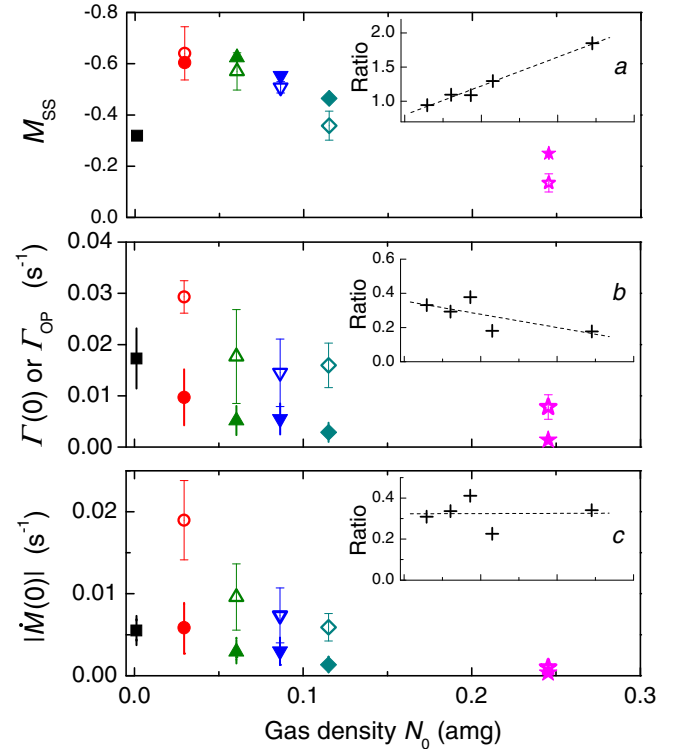 -0.8
-0.6
-0.4
-0.2
0.0
M_SS
2.0
1.5
1.0
Ratio
a
0.04
0.03
0.02
0.01
0.00
Γ(0) or Γ_OP (s⁻¹)
0.6
0.4
0.2
0.0
Ratio
b
0.02
0.01
0.00
|Ṁ(0)| (s⁻¹)
0.4
0.2
0.0
Ratio
c
0.0 0.1 0.2 0.3
Gas density N₀ (amg)